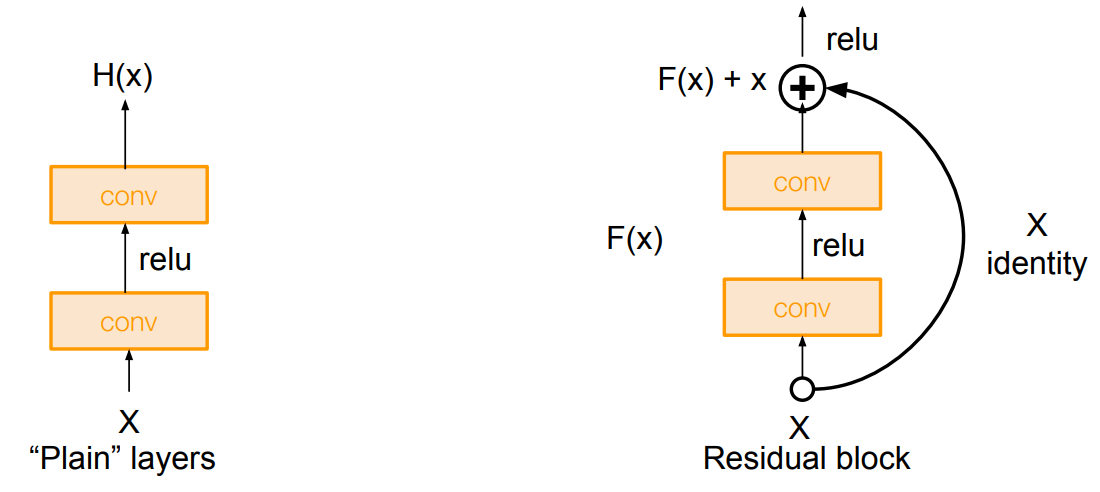 H(x)
conv
relu
conv
X
“Plain” layers
relu
F(x) + x
conv
F(x)
relu
X
identity
conv
X
Residual block